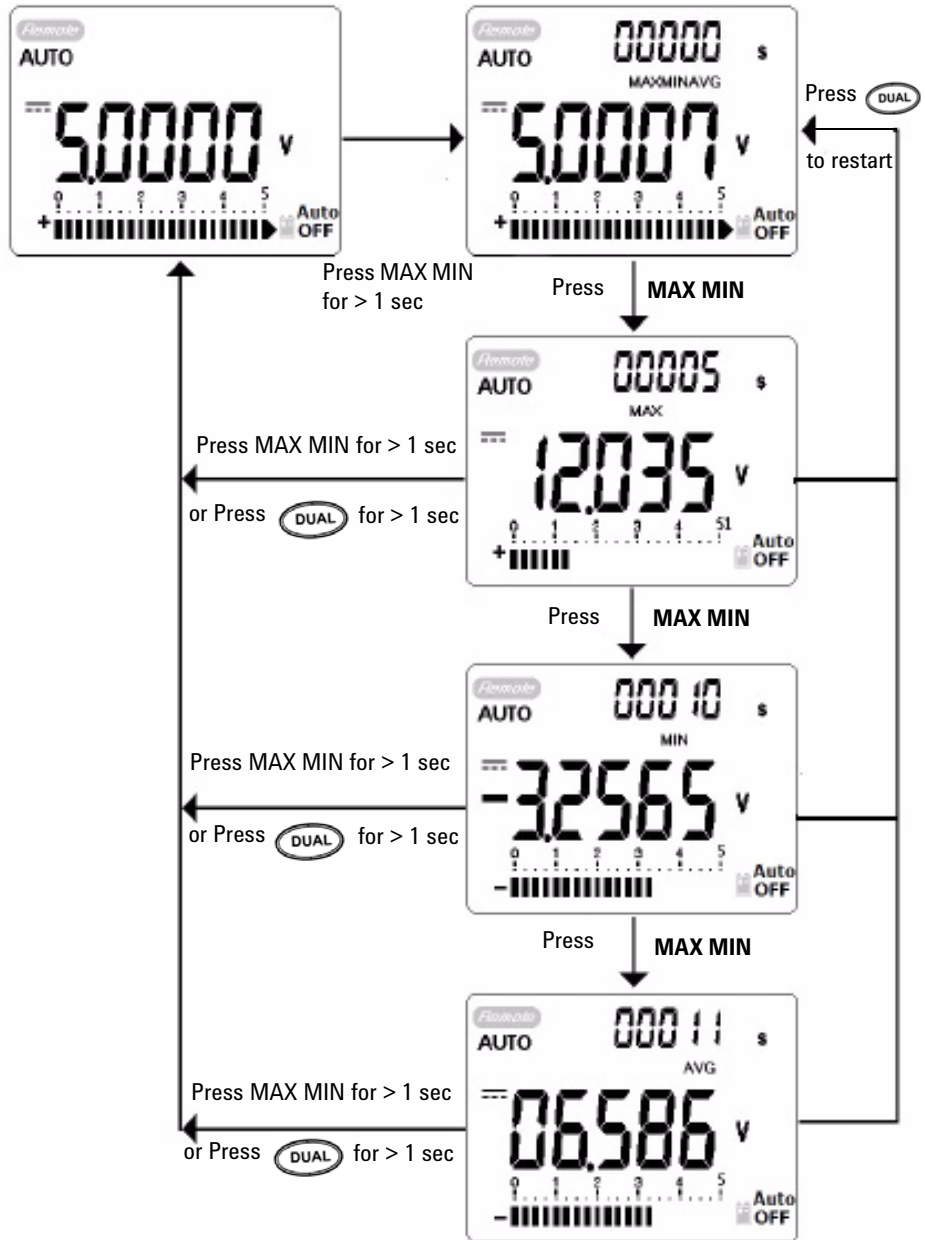 Remote
AUTO
5.0000 V
0 1 2 3 4 5
+ Auto
OFF
Remote
AUTO 00000 s
MAXMINAVG
5.0007 V
0 1 2 3 4 5
+ Auto
OFF
Press DUAL
to restart
Press MAX MIN
for > 1 sec
Press MAX MIN
Remote
AUTO 00005 s
MAX
12.035 V
0 1 2 3 4 51
+ Auto
OFF
Press MAX MIN for > 1 sec
or Press DUAL for > 1 sec
Press MAX MIN
Remote
AUTO 00010 s
MIN
-3.2565 V
0 1 2 3 4 5
- Auto
OFF
Press MAX MIN for > 1 sec
or Press DUAL for > 1 sec
Press MAX MIN
Remote
AUTO 00011 s
AVG
06.586 V
0 1 2 3 4 5
- Auto
OFF
Press MAX MIN for > 1 sec
or Press DUAL for > 1 sec